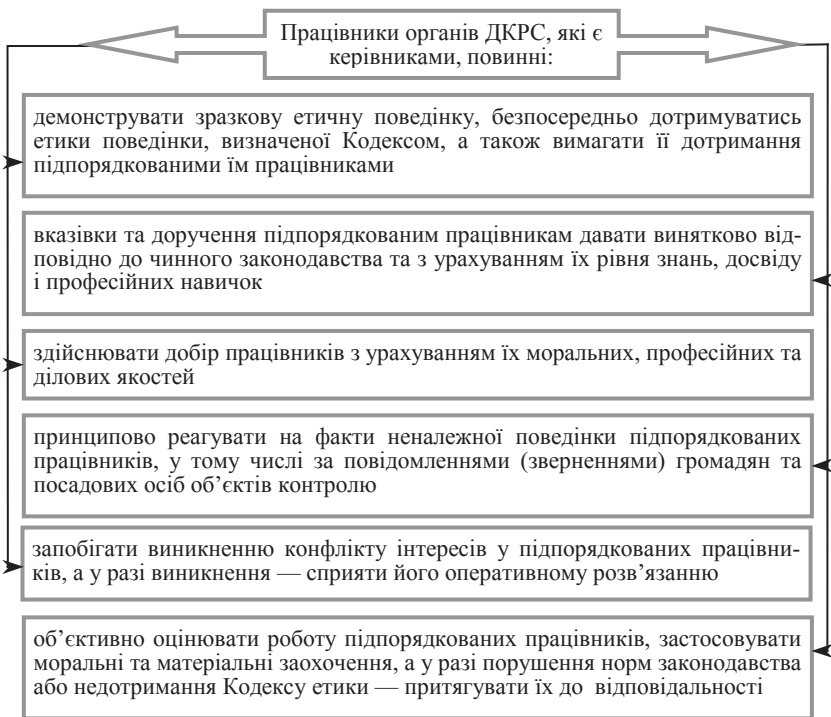 Працівники органів ДКРС, які є
керівниками, повинні:
демонструвати зразкову етичну поведінку, безпосередньо дотримуватись
етики поведінки, визначеної Кодексом, а також вимагати її дотримання
підпорядкованими їм працівниками
вказівки та доручення підпорядкованим працівникам давати винятково від-
повідно до чинного законодавства та з урахуванням їх рівня знань, досвіду
і професійних навичок
здійснювати добір працівників з урахуванням їх моральних, професійних та
ділових якостей
принципово реагувати на факти неналежної поведінки підпорядкованих
працівників, у тому числі за повідомленнями (зверненнями) громадян та
посадових осіб об’єктів контролю
запобігати виникненню конфлікту інтересів у підпорядкованих працівни-
ків, а у разі виникнення — сприяти його оперативному розв’язанню
об’єктивно оцінювати роботу підпорядкованих працівників, застосовувати
моральні та матеріальні заохочення, а у разі порушення норм законодавства
або недотримання Кодексу етики — притягувати їх до відповідальності